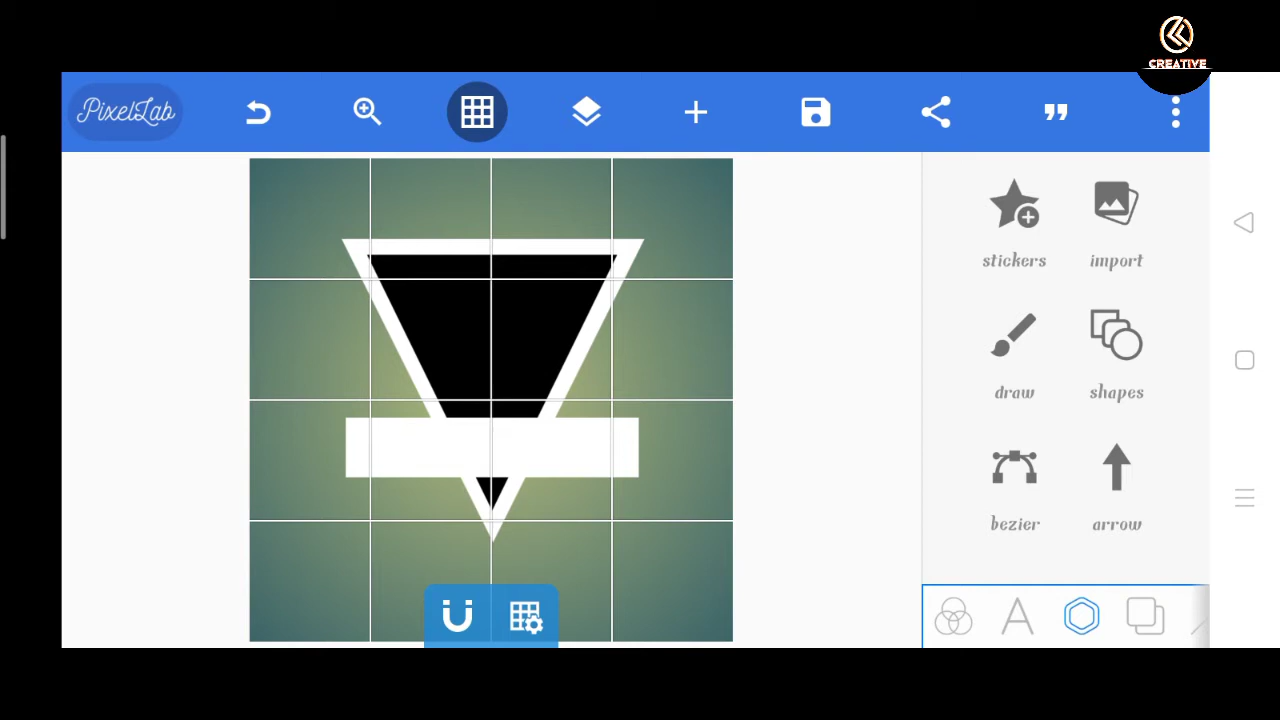 CREATIVE
PixelLab
stickers import
draw shapes
bezier arrow